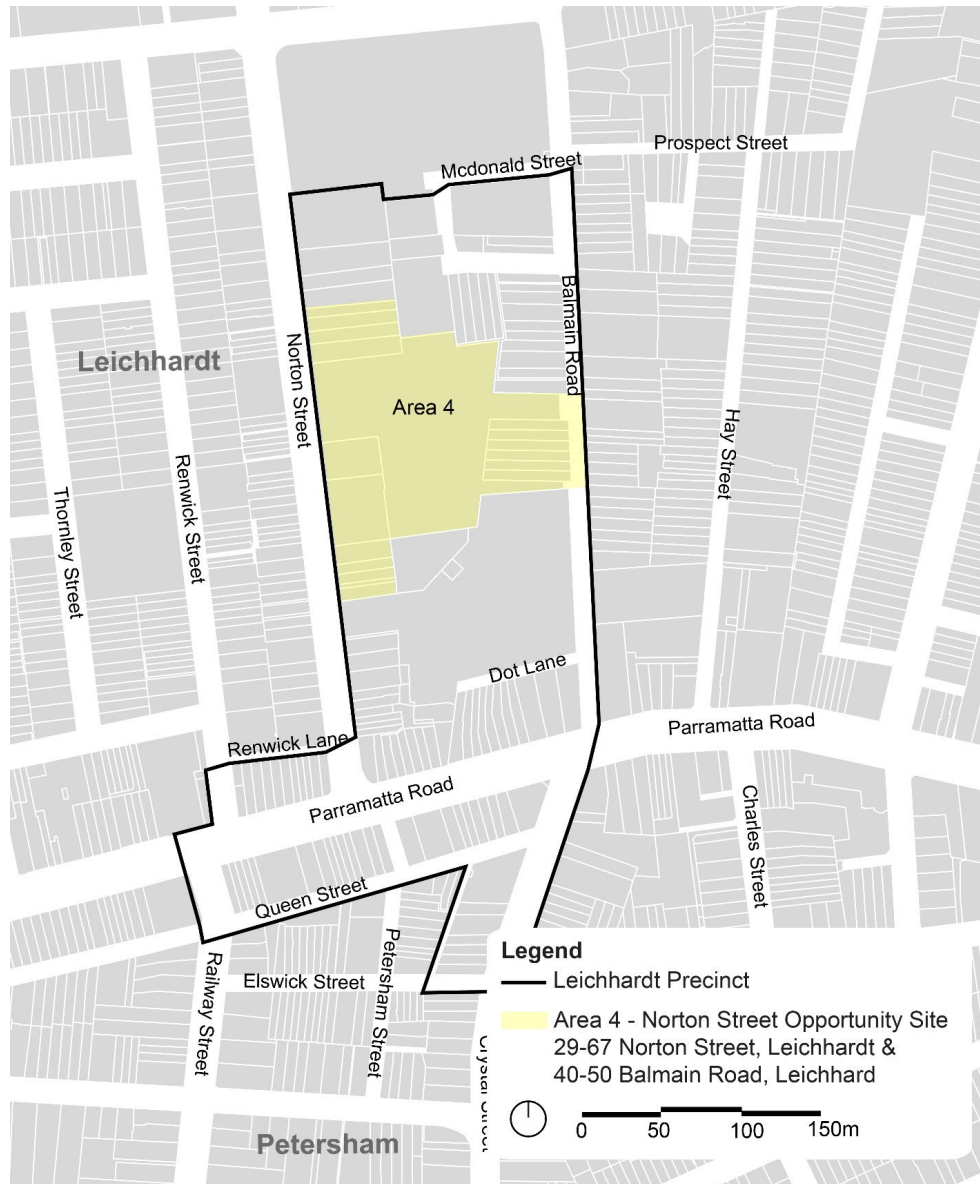 Prospect Street
Mcdonald Street
Balmain Road
Leichhardt
Norton Street
Area 4
Hay Street
Renwick Street
Thornley Street
Dot Lane
Parramatta Road
Renwick Lane
Parramatta Road
Charles Street
Queen Street
Petersham Street
Railway Street
Elswick Street
Crystal Street
Petersham
Legend
Leichhardt Precinct
Area 4 - Norton Street Opportunity Site
29-67 Norton Street, Leichhardt &
40-50 Balmain Road, Leichhard
0 50 100 150m